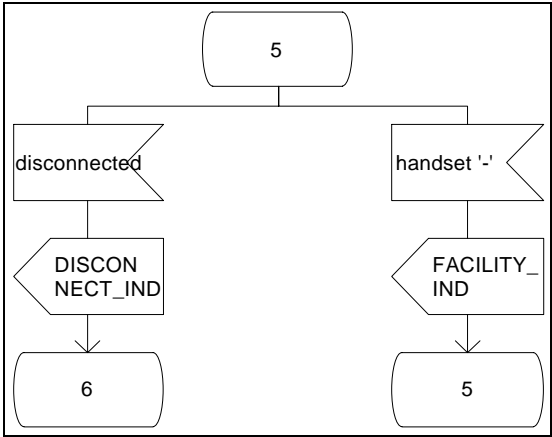 5
disconnected
handset '-'
DISCON
NECT_IND
FACILITY_
IND
6
5